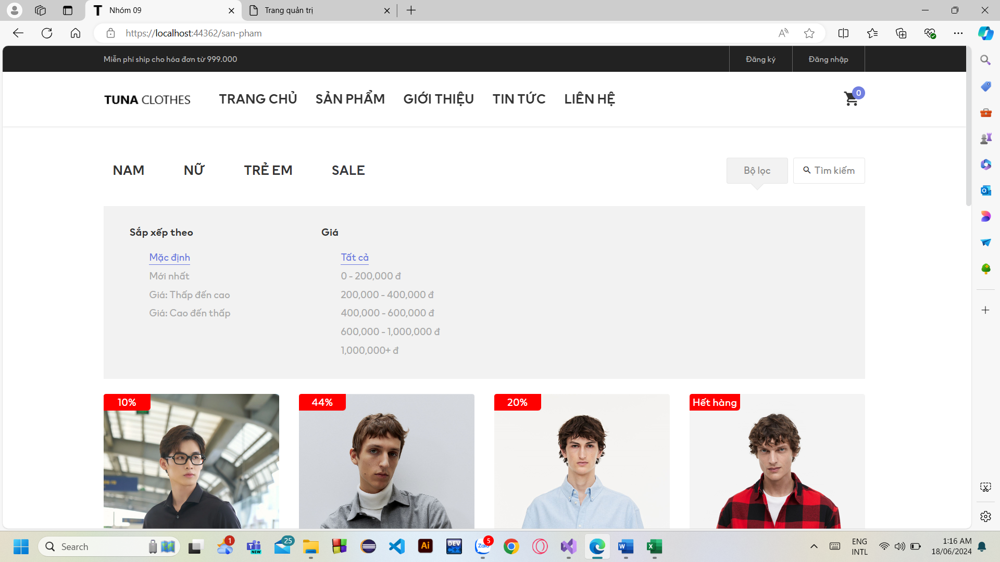 Nhóm 09
Trang quản trị
https://localhost:44362/san-pham
Miễn phí ship cho hóa đơn từ 999.000
Đăng ký
Đăng nhập
TUNA CLOTHES
TRANG CHỦ
SẢN PHẨM
GIỚI THIỆU
TIN TỨC
LIÊN HỆ
0
NAM
NỮ
TRẺ EM
SALE
Bộ lọc
Tìm kiếm
Sắp xếp theo
Mặc định
Mới nhất
Giá: Thấp đến cao
Giá: Cao đến thấp
Giá
Tất cả
0 - 200,000 đ
200,000 - 400,000 đ
400,000 - 600,000 đ
600,000 - 1,000,000 đ
1,000,000+ đ
10%
44%
20%
Hết hàng
Search
1
NEW
25
Ai
DEV
C++
Zalo
5
ENG
INTL
1:16 AM
18/06/2024